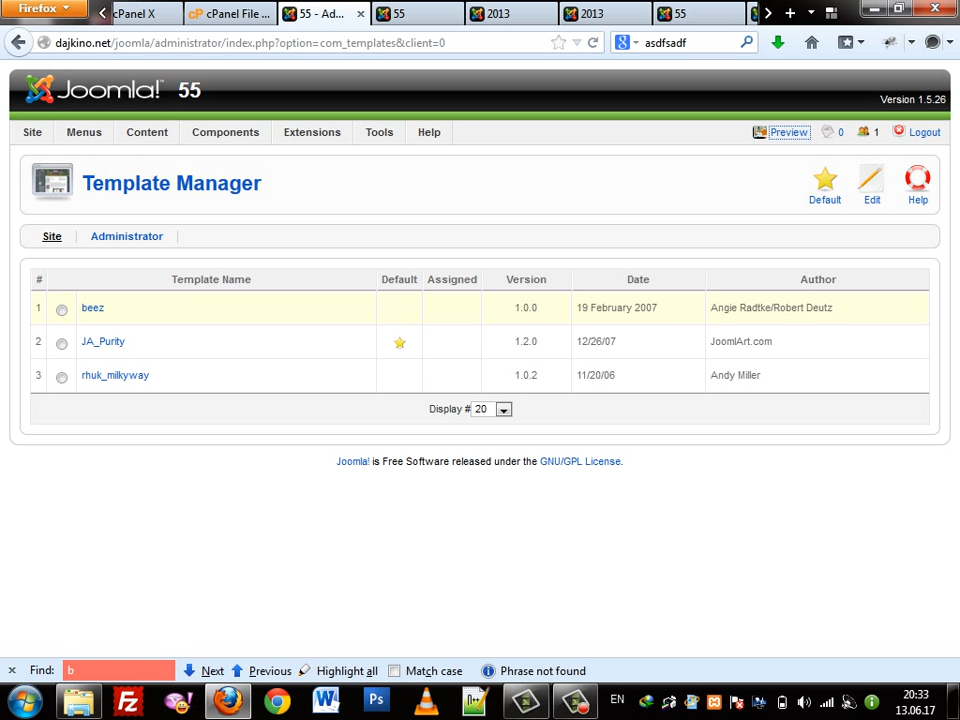 Firefox
cPanel X
cPanel File ...
55 - Ad...
55
2013
2013
55
dajkino.net/joomla/administrator/index.php?option=com_templates&client=0
asdfsadf
Joomla! 55
Version 1.5.26
Site Menus Content Components Extensions Tools Help
Preview 0 1 Logout
Template Manager
Default Edit Help
Site Administrator
# Template Name Default Assigned Version Date Author
1 beez 1.0.0 19 February 2007 Angie Radtke/Robert Deutz
2 JA_Purity 1.2.0 12/26/07 JoomlArt.com
3 rhuk_milkyway 1.0.2 11/20/06 Andy Miller
Display # 20
Joomla! is Free Software released under the GNU/GPL License.
Find: b Next Previous Highlight all Match case Phrase not found
EN
20:33
13.06.17